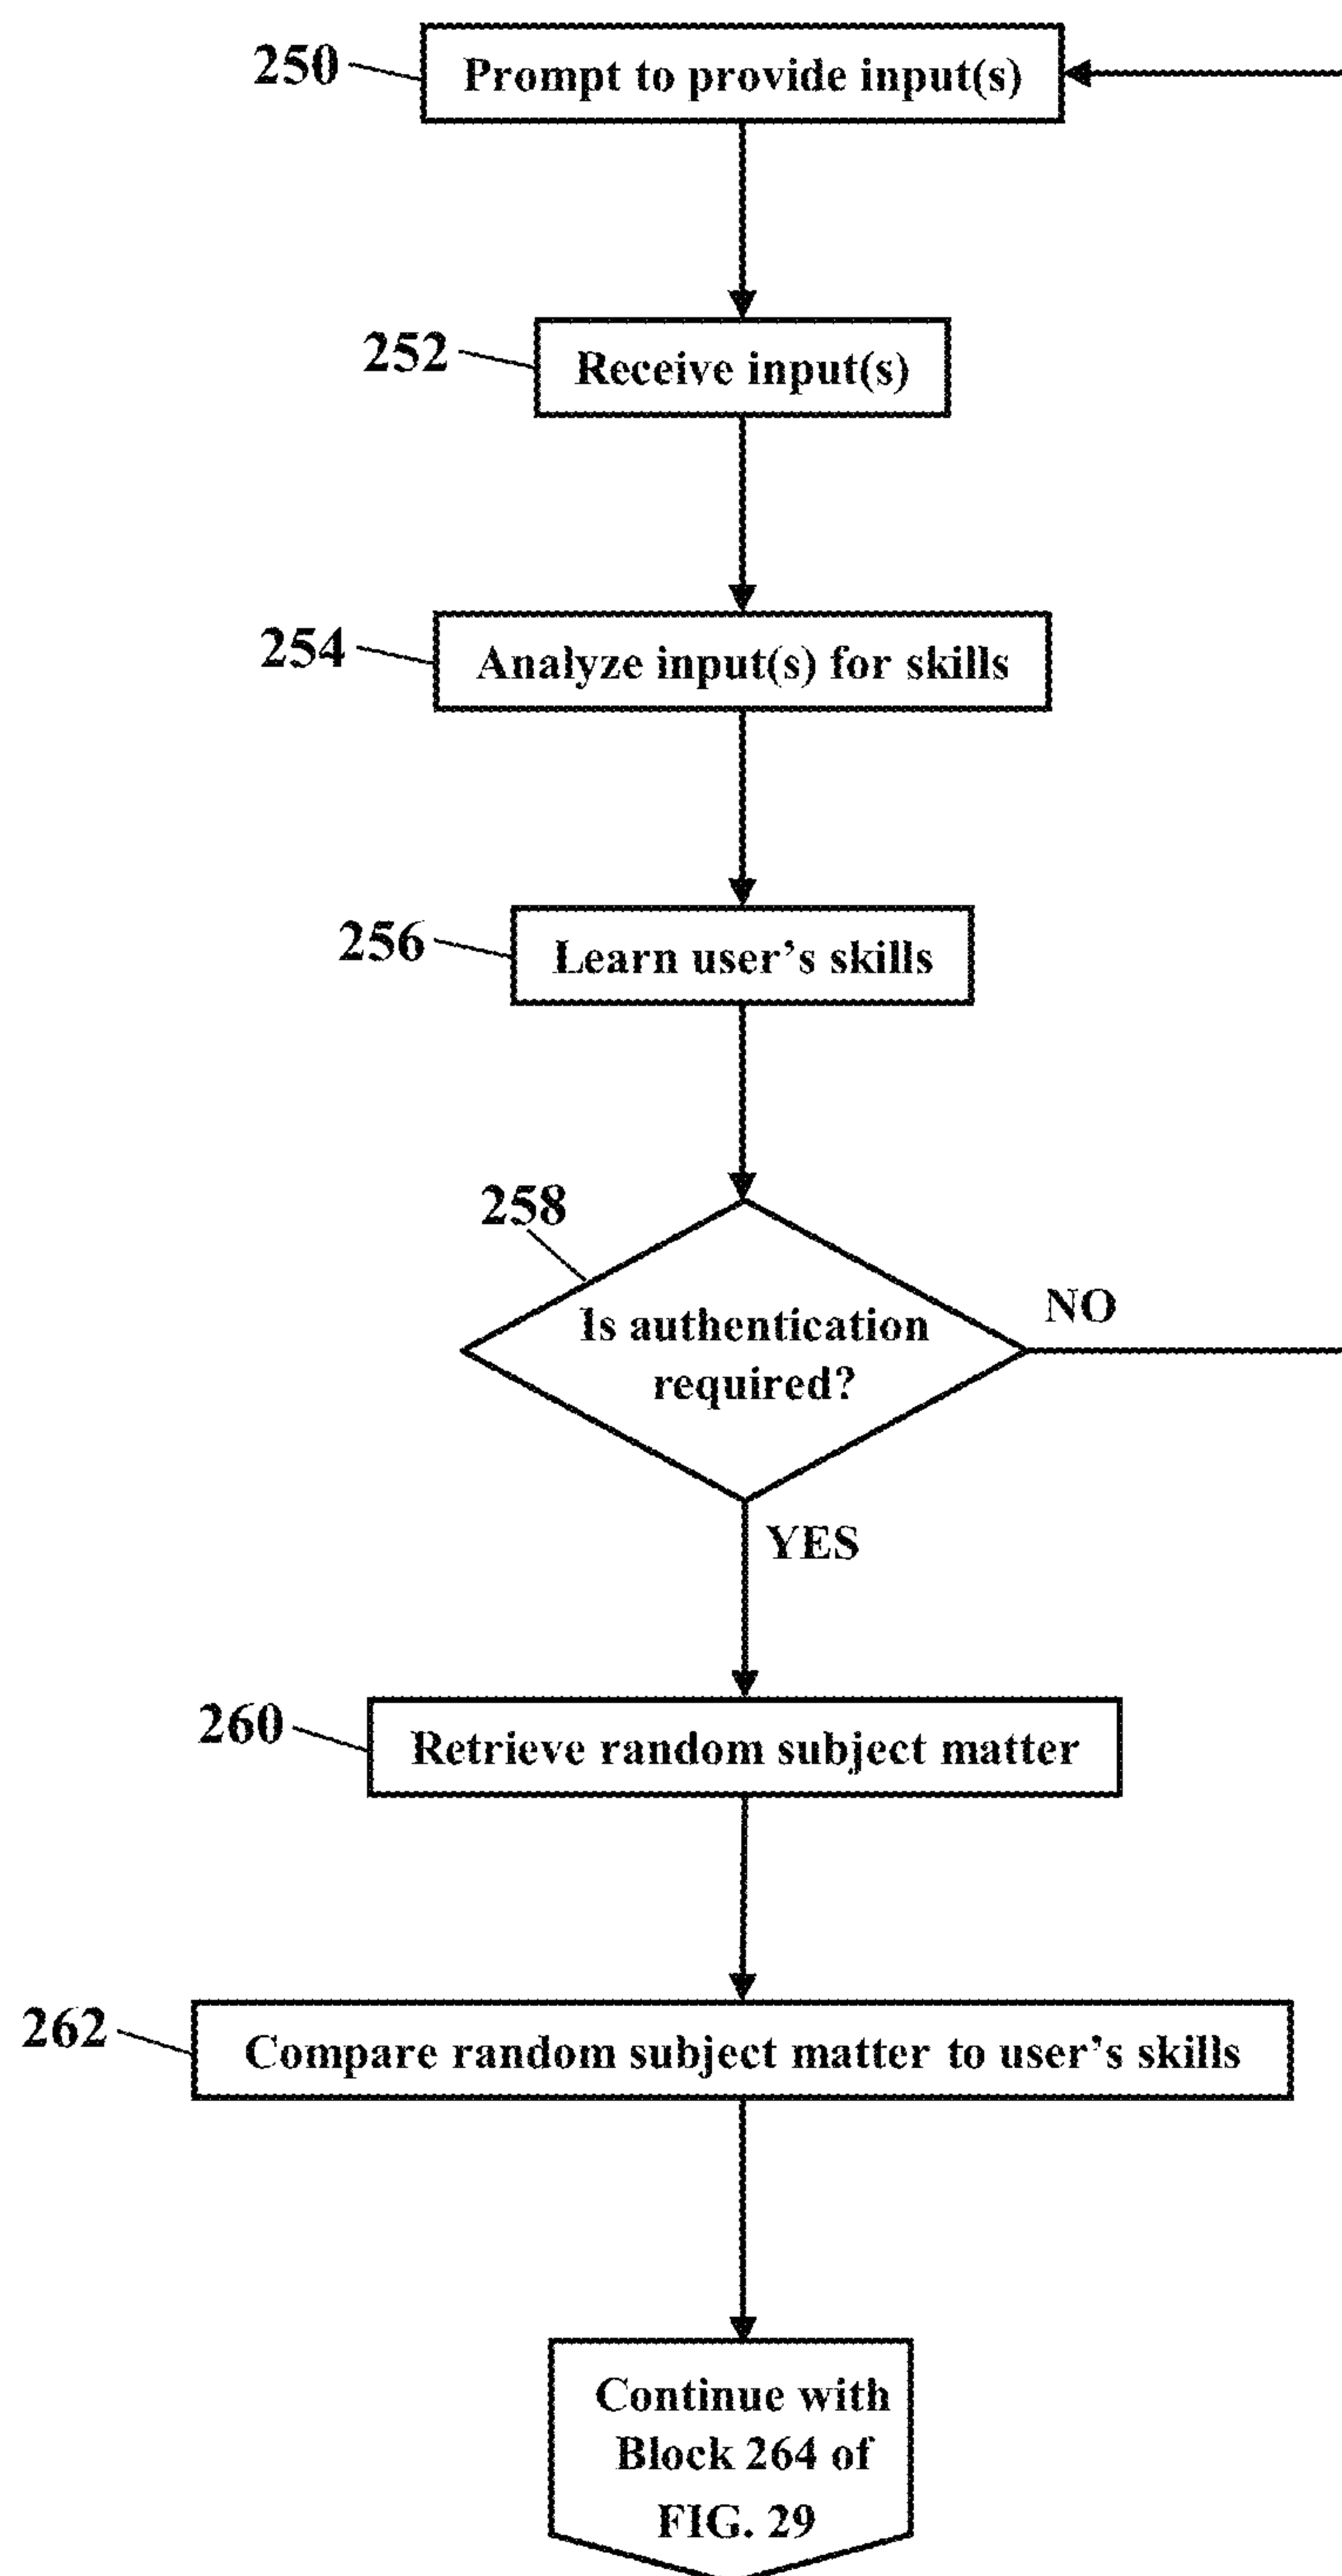 250
Prompt to provide input(s)
252
Receive input(s)
254
Analyze input(s) for skills
256
Learn user’s skills
258
Is authentication
required?
NO
YES
260
Retrieve random subject matter
262
Compare random subject matter to user’s skills
Continue with
Block 264 of
FIG. 29